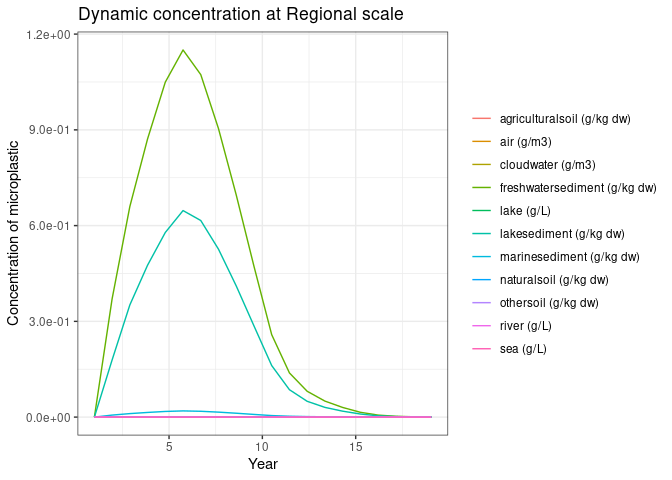 Dynamic concentration at Regional scale
Concentration of microplastic
1.2e+00
9.0e-01
6.0e-01
3.0e-01
0.0e+00
5
10
15
Year
agriculturalsoil (g/kg dw)
air (g/m3)
cloudwater (g/m3)
freshwatersediment (g/kg dw)
lake (g/L)
lakesediment (g/kg dw)
marinesediment (g/kg dw)
naturalsoil (g/kg dw)
othersoil (g/kg dw)
river (g/L)
sea (g/L)